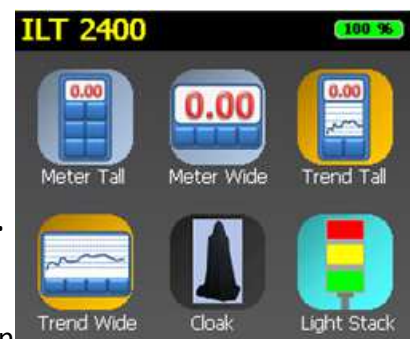 ILT 2400 100 %
0.00 0.00 0.00
Meter Tall Meter Wide Trend Tall
.
n Trend Wide Cloak Light Stack